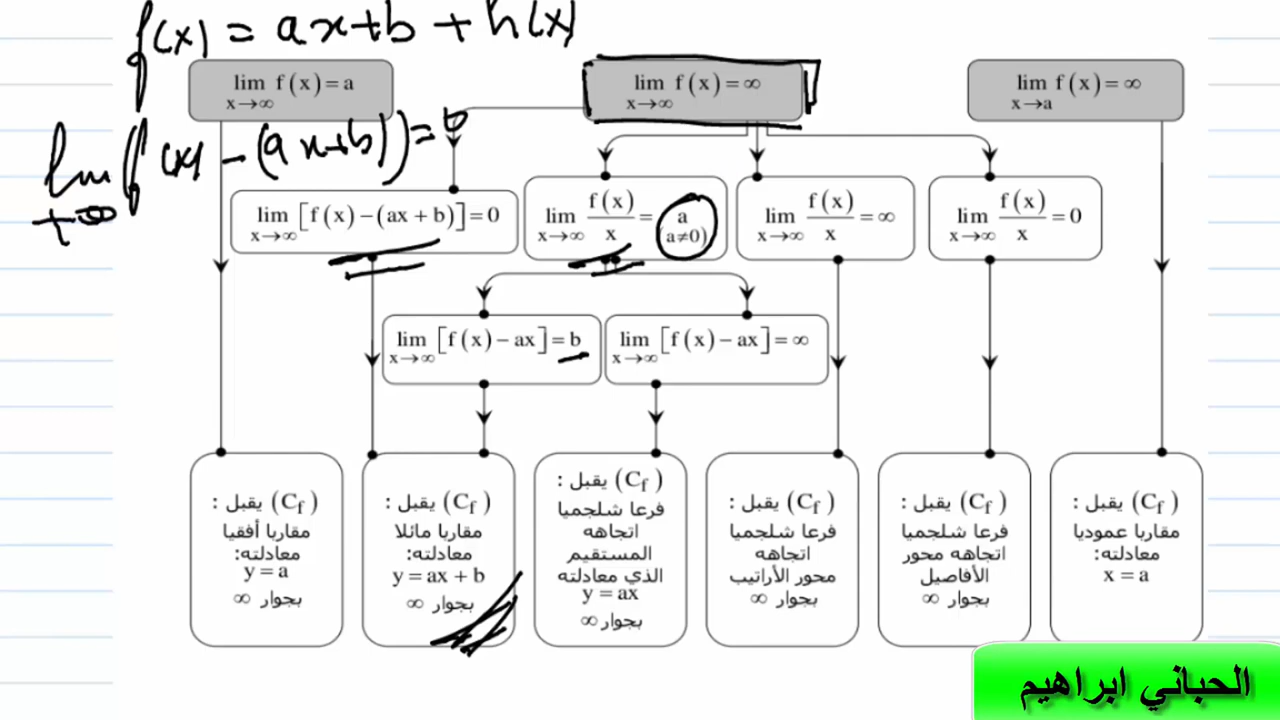 f(x) = ax+b + h(x)
lim f(x) = a
x→∞
lim f(x) = ∞
x→∞
lim f(x) = ∞
x→a
lim (f(x) - (ax+b)) = b
+∞
lim [f(x) − (ax + b)] = 0
x→∞
lim f(x)/x = a
x→∞ (a≠0)
lim f(x)/x = ∞
x→∞
lim f(x)/x = 0
x→∞
lim [f(x) − ax] = b
x→∞
lim [f(x) − ax] = ∞
x→∞
(Cf) يقبل :
مقاربا عموديا
معادلته:
x = a
(Cf) يقبل :
فرعا شلجميا
اتجاهه محور
الأفاصيل
بجوار ∞
(Cf) يقبل :
فرعا شلجميا
اتجاهه
محور الأراتيب
بجوار ∞
(Cf) يقبل :
فرعا شلجميا
اتجاهه
المستقيم
الذي معادلته
y = ax
بجوار ∞
(Cf) يقبل :
مقاربا مائلا
معادلته:
y = ax + b
بجوار ∞
(Cf) يقبل :
مقاربا أفقيا
معادلته:
y = a
بجوار ∞
الحباني ابراهيم